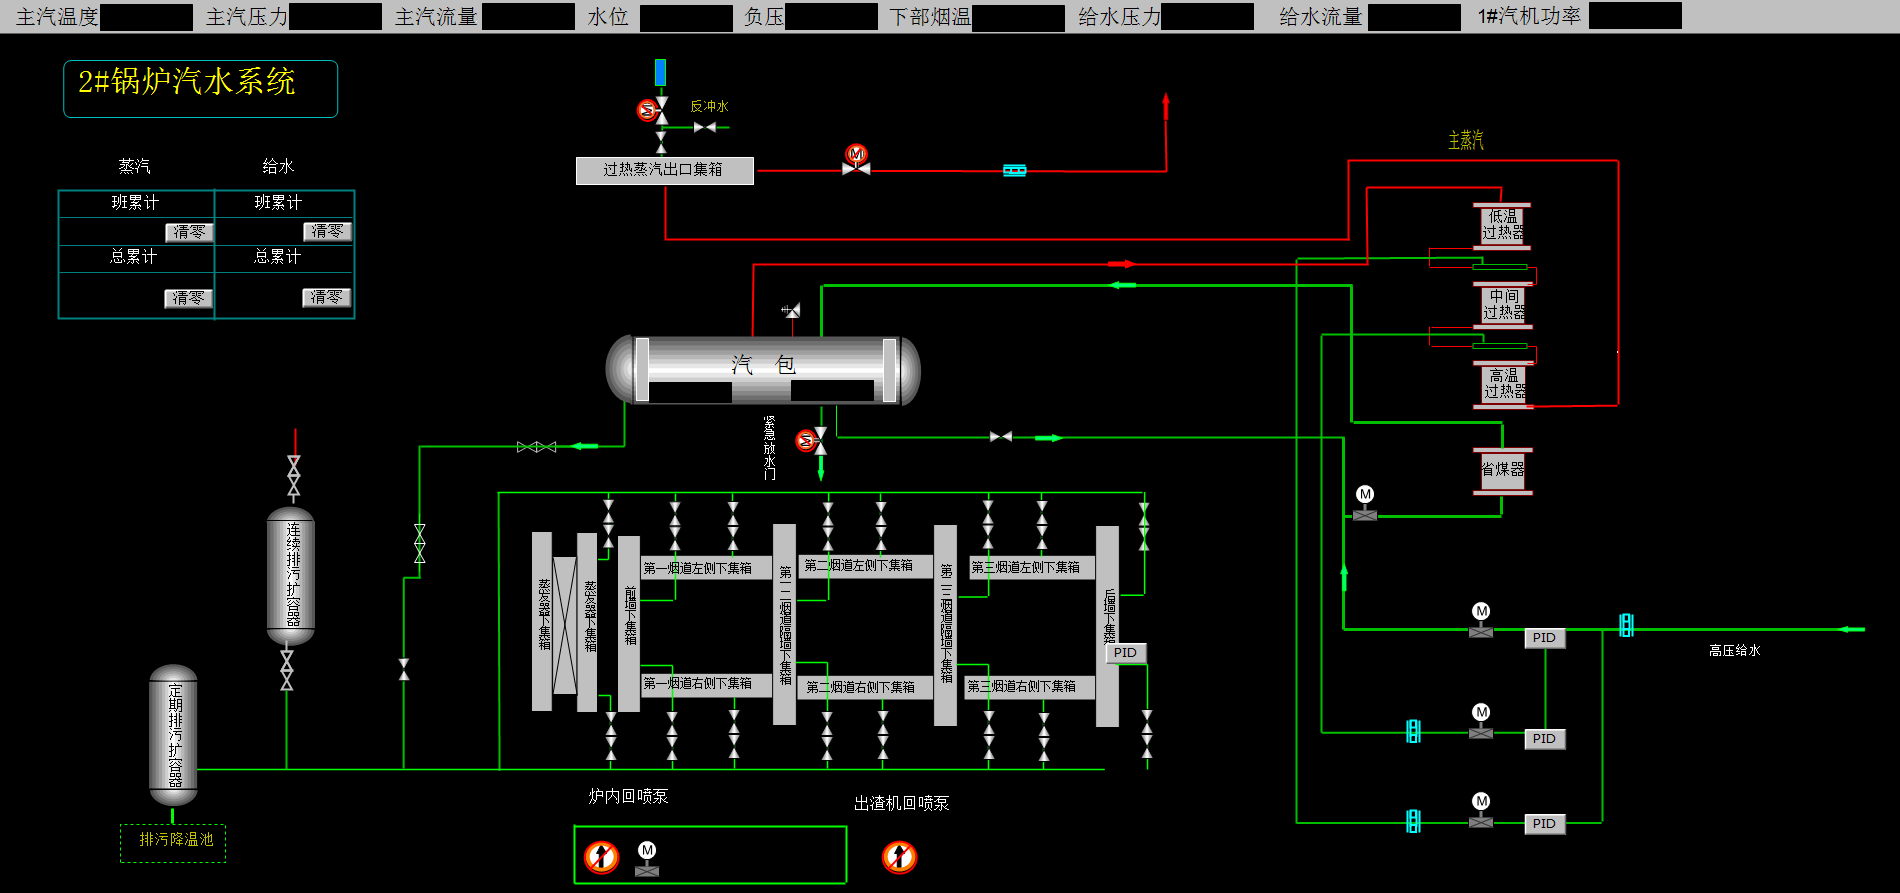 主汽温度 主汽压力 主汽流量 水位 负压 下部烟温 给水压力 给水流量 1#汽机功率
2#锅炉汽水系统
反冲水
主蒸汽
蒸汽 给水
过热蒸汽出口集箱
班累计 班累计
清零 清零
总累计 总累计
清零 清零
低温
过热器
中间
过热器
高温
过热器
汽 包
紧急放水门
省煤器
连续排污扩容器
蒸发器下集箱
蒸发器下集箱
前墙下集箱
第一烟道左侧下集箱
第一二烟道隔墙下集箱
第二烟道左侧下集箱
第二三烟道隔墙下集箱
第三烟道左侧下集箱
后墙下集箱
PID
第一烟道右侧下集箱
第二烟道右侧下集箱
第三烟道右侧下集箱
M
M
PID
高压给水
定期排污扩容器
M
PID
炉内回喷泵
出渣机回喷泵
M
PID
排污降温池
M
M
M
M